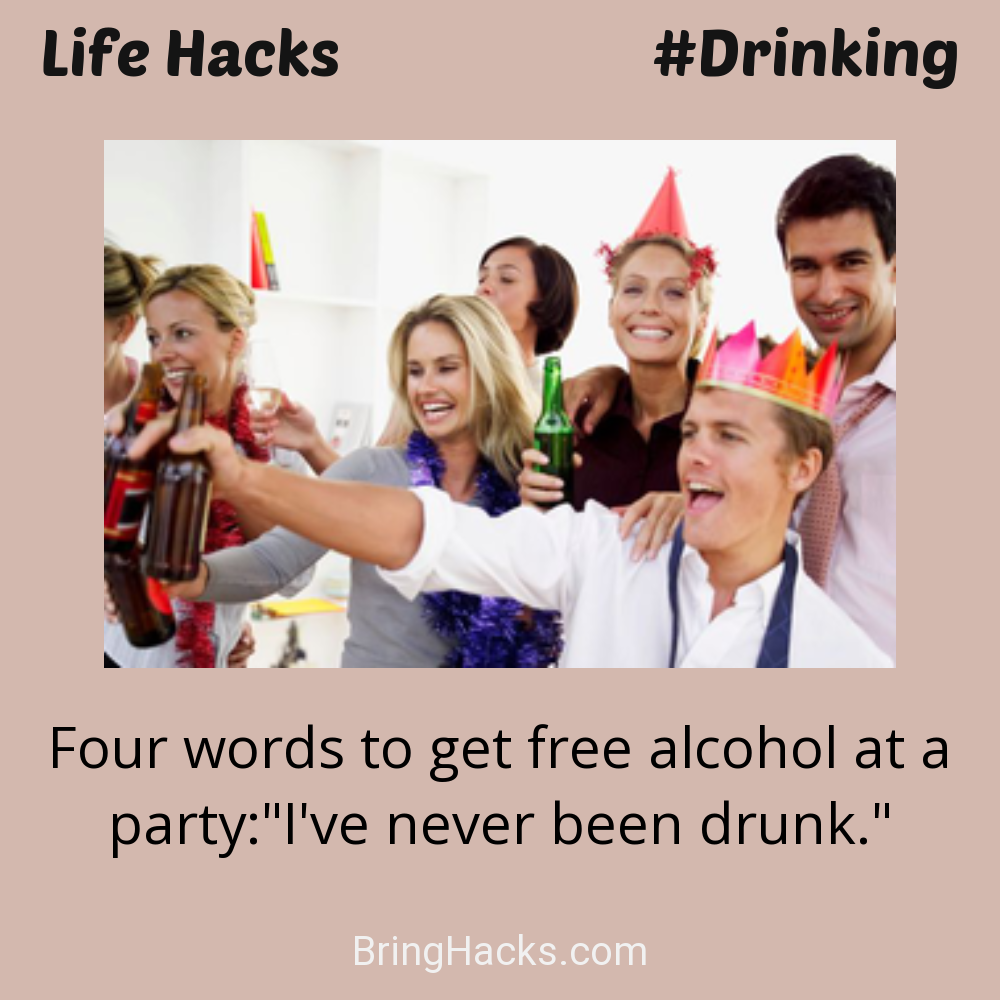 Life Hacks #Drinking
Four words to get free alcohol at a
party:"I've never been drunk."
BringHacks.com